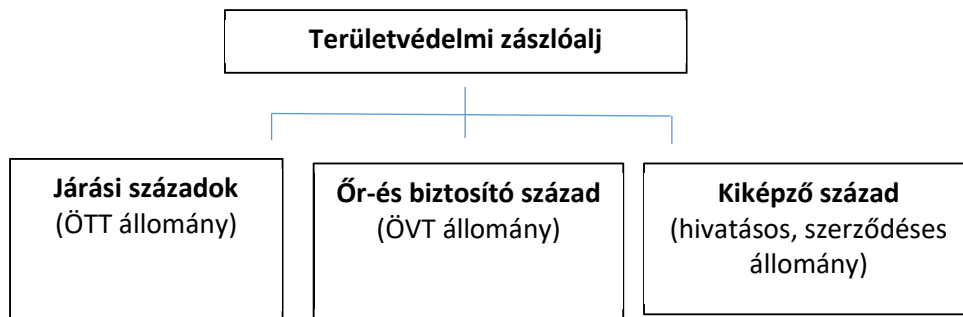 Területvédelmi zászlóalj
Járási századok
(ÖTT állomány)
Őr-és biztosító század
(ÖVT állomány)
Kiképző század
(hivatásos, szerződéses
állomány)